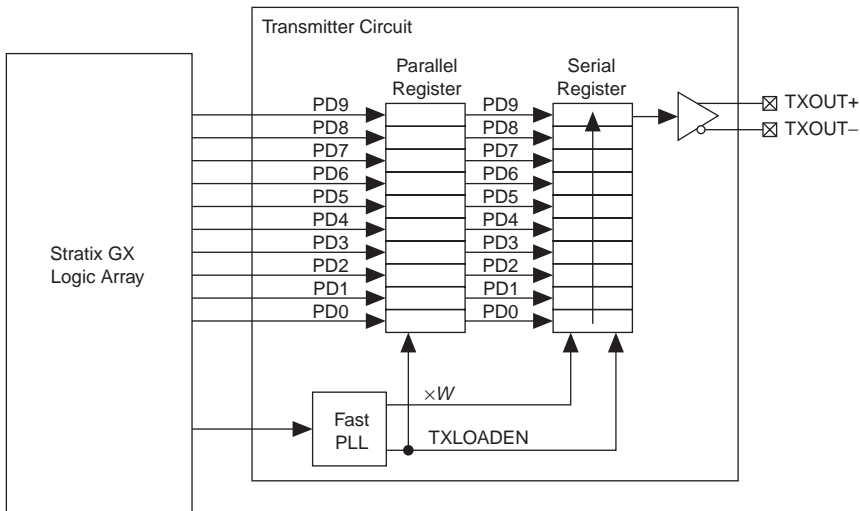 Transmitter Circuit
Parallel
Register
Serial
Register
PD9
PD9
TXOUT+
PD8
PD8
TXOUT−
PD7
PD7
PD6
PD6
PD5
PD5
PD4
PD4
Stratix GX
Logic Array
PD3
PD3
PD2
PD2
PD1
PD1
PD0
PD0
×W
Fast
PLL
TXLOADEN